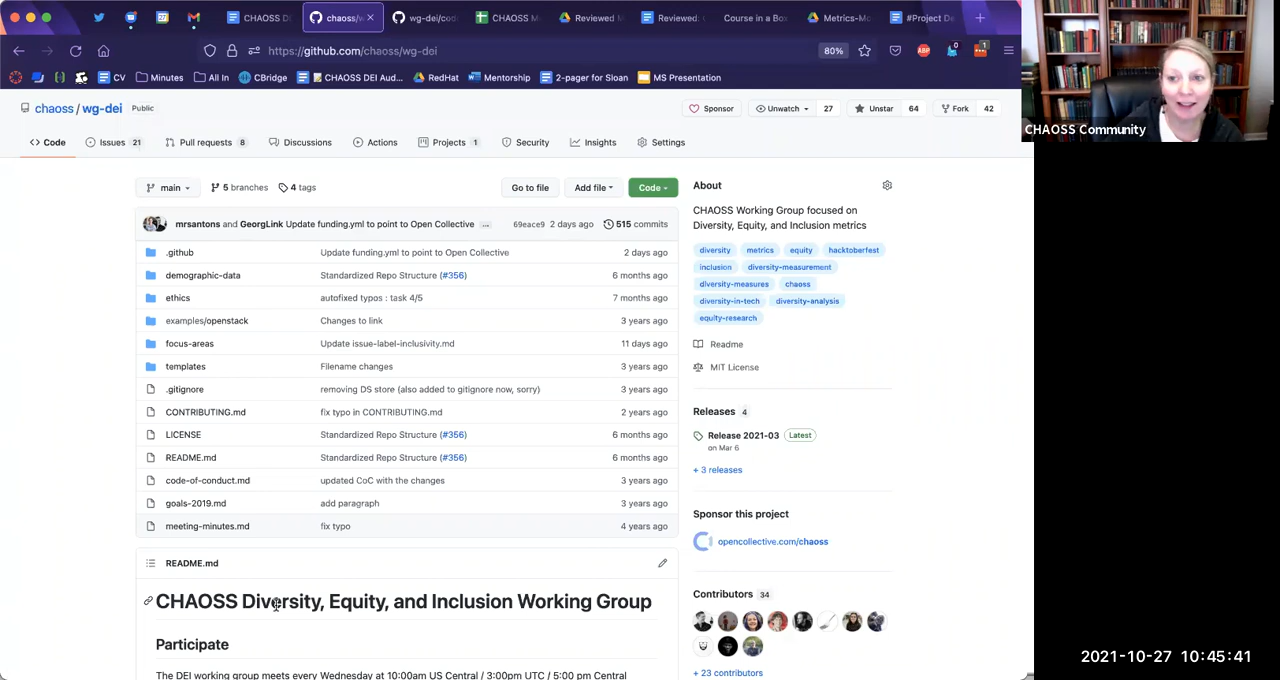 CHAOSS DE
chaoss/w
wg-dei/cod
CHAOSS M
Reviewed M
Reviewed.
Course in a Bo
Metrics-Mo
#Project De
https://github.com/chaoss/wg-dei
80%
CV
Minutes
All In
CBridge
CHAOSS DEI Aud...
RedHat
Mentorship
2-pager for Sloan
MS Presentation
CHAOSS Community
chaoss / wg-dei Public
Sponsor
Unwatch 27
Unstar 64
Fork 42
Code
Issues 21
Pull requests 8
Discussions
Actions
Projects 1
Security
Insights
Settings
main
5 branches
4 tags
Go to file
Add file
Code
mrsantons and GeorgLink Update funding.yml to point to Open Collective ... 69eace9 2 days ago 515 commits
.github Update funding.yml to point to Open Collective 2 days ago
demographic-data Standardized Repo Structure (#356) 6 months ago
ethics autofixed typos : task 4/5 7 months ago
examples/openstack Changes to link 3 years ago
focus-areas Update issue-label-inclusivity.md 11 days ago
templates Filename changes 3 years ago
.gitignore removing DS store (also added to gitignore now, sorry) 3 years ago
CONTRIBUTING.md fix typo in CONTRIBUTING.md 2 years ago
LICENSE Standardized Repo Structure (#356) 6 months ago
README.md Standardized Repo Structure (#356) 6 months ago
code-of-conduct.md updated CoC with the changes 3 years ago
goals-2019.md add paragraph 3 years ago
meeting-minutes.md fix typo 4 years ago
README.md
CHAOSS Diversity, Equity, and Inclusion Working Group
Participate
The DEI working group meets every Wednesday at 10:00am US Central / 3:00pm UTC / 5:00 pm Central
About
CHAOSS Working Group focused on
Diversity, Equity, and Inclusion metrics
diversity metrics equity hacktoberfest
inclusion diversity-measurement
diversity-measures chaoss
diversity-in-tech diversity-analysis
equity-research
Readme
MIT License
Releases 4
Release 2021-03 Latest
on Mar 6
+ 3 releases
Sponsor this project
opencollective.com/chaoss
Contributors 34
+ 23 contributors
2021-10-27 10:45:41